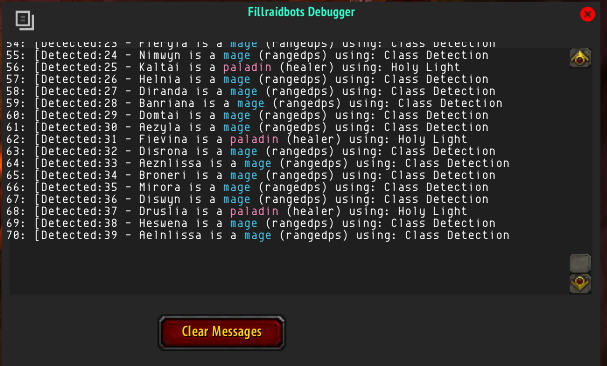 Fillraidbots Debugger
54: [Detected:23 - Fieryia is a mage (rangedps) using: Class Detection
55: [Detected:24 - Nimwyn is a mage (rangedps) using: Class Detection
56: [Detected:25 - Kaltai is a paladin (healer) using: Holy Light
57: [Detected:26 - Helnia is a mage (rangedps) using: Class Detection
58: [Detected:27 - Diranda is a mage (rangedps) using: Class Detection
59: [Detected:28 - Banriana is a mage (rangedps) using: Class Detection
60: [Detected:29 - Domtai is a mage (rangedps) using: Class Detection
61: [Detected:30 - Aezyla is a mage (rangedps) using: Class Detection
62: [Detected:31 - Fievina is a paladin (healer) using: Holy Light
63: [Detected:32 - Disrona is a mage (rangedps) using: Class Detection
64: [Detected:33 - Aeznlissa is a mage (rangedps) using: Class Detection
65: [Detected:34 - Broneri is a mage (rangedps) using: Class Detection
66: [Detected:35 - Mirora is a mage (rangedps) using: Class Detection
67: [Detected:36 - Diswyn is a mage (rangedps) using: Class Detection
68: [Detected:37 - Druslia is a paladin (healer) using: Holy Light
69: [Detected:38 - Heswena is a mage (rangedps) using: Class Detection
70: [Detected:39 - Aelnlissa is a mage (rangedps) using: Class Detection
Clear Messages